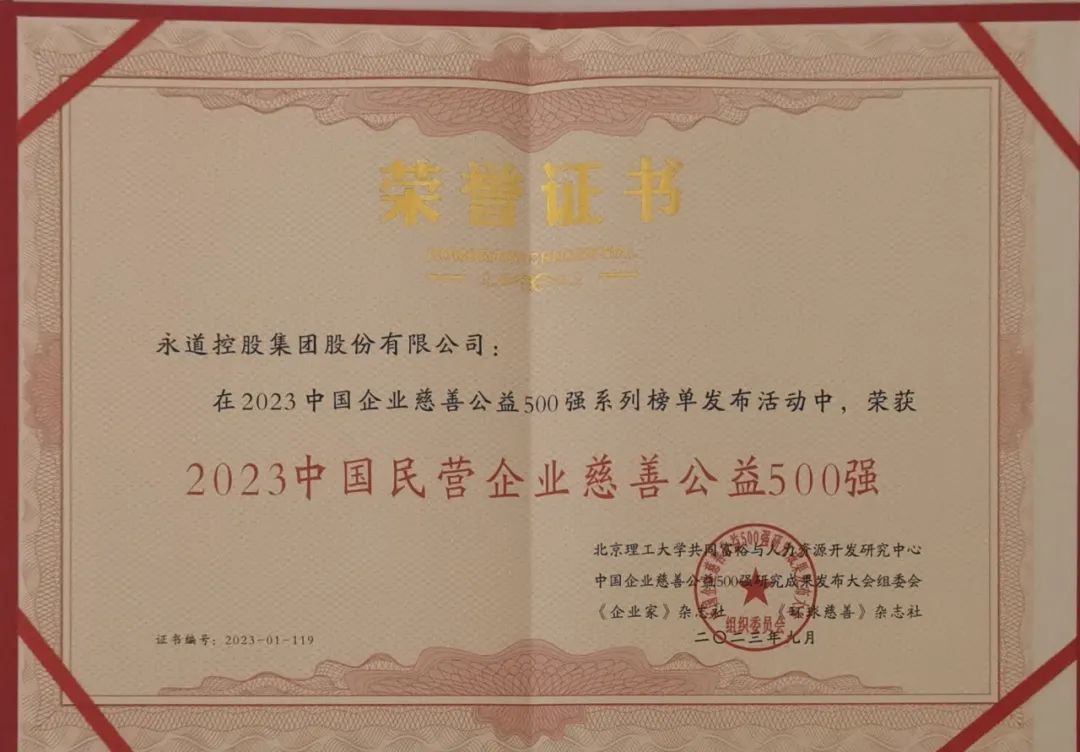 荣誉证书
永道控股集团股份有限公司：
在2023中国企业慈善公益500强系列榜单发布活动中，荣获
2023中国民营企业慈善公益500强
北京理工大学共同富裕与人力资源开发研究中心
中国企业慈善公益500强研究成果发布大会组委会
《企业家》杂志社 《环球慈善》杂志社
二〇二三年九月
组织委员会
证书编号：2023-01-119